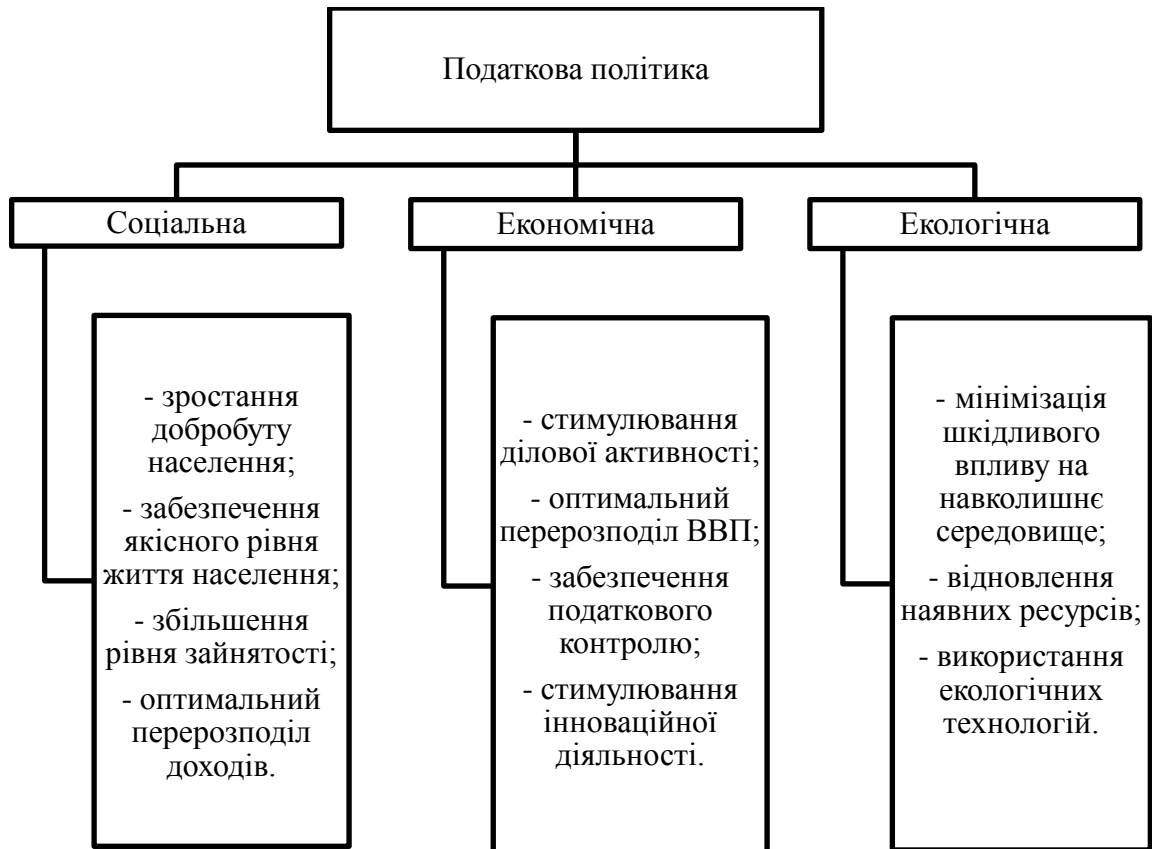 Податкова політика
Соціальна
Економічна
Екологічна
- зростання
добробуту
населення;
- забезпечення
якісного рівня
життя населення;
- збільшення
рівня зайнятості;
- оптимальний
перерозподіл
доходів.
- стимулювання
ділової активності;
- оптимальний
перерозподіл ВВП;
- забезпечення
податкового
контролю;
- стимулювання
інноваційної
діяльності.
- мінімізація
шкідливого
впливу на
навколишнє
середовище;
- відновлення
наявних ресурсів;
- використання
екологічних
технологій.